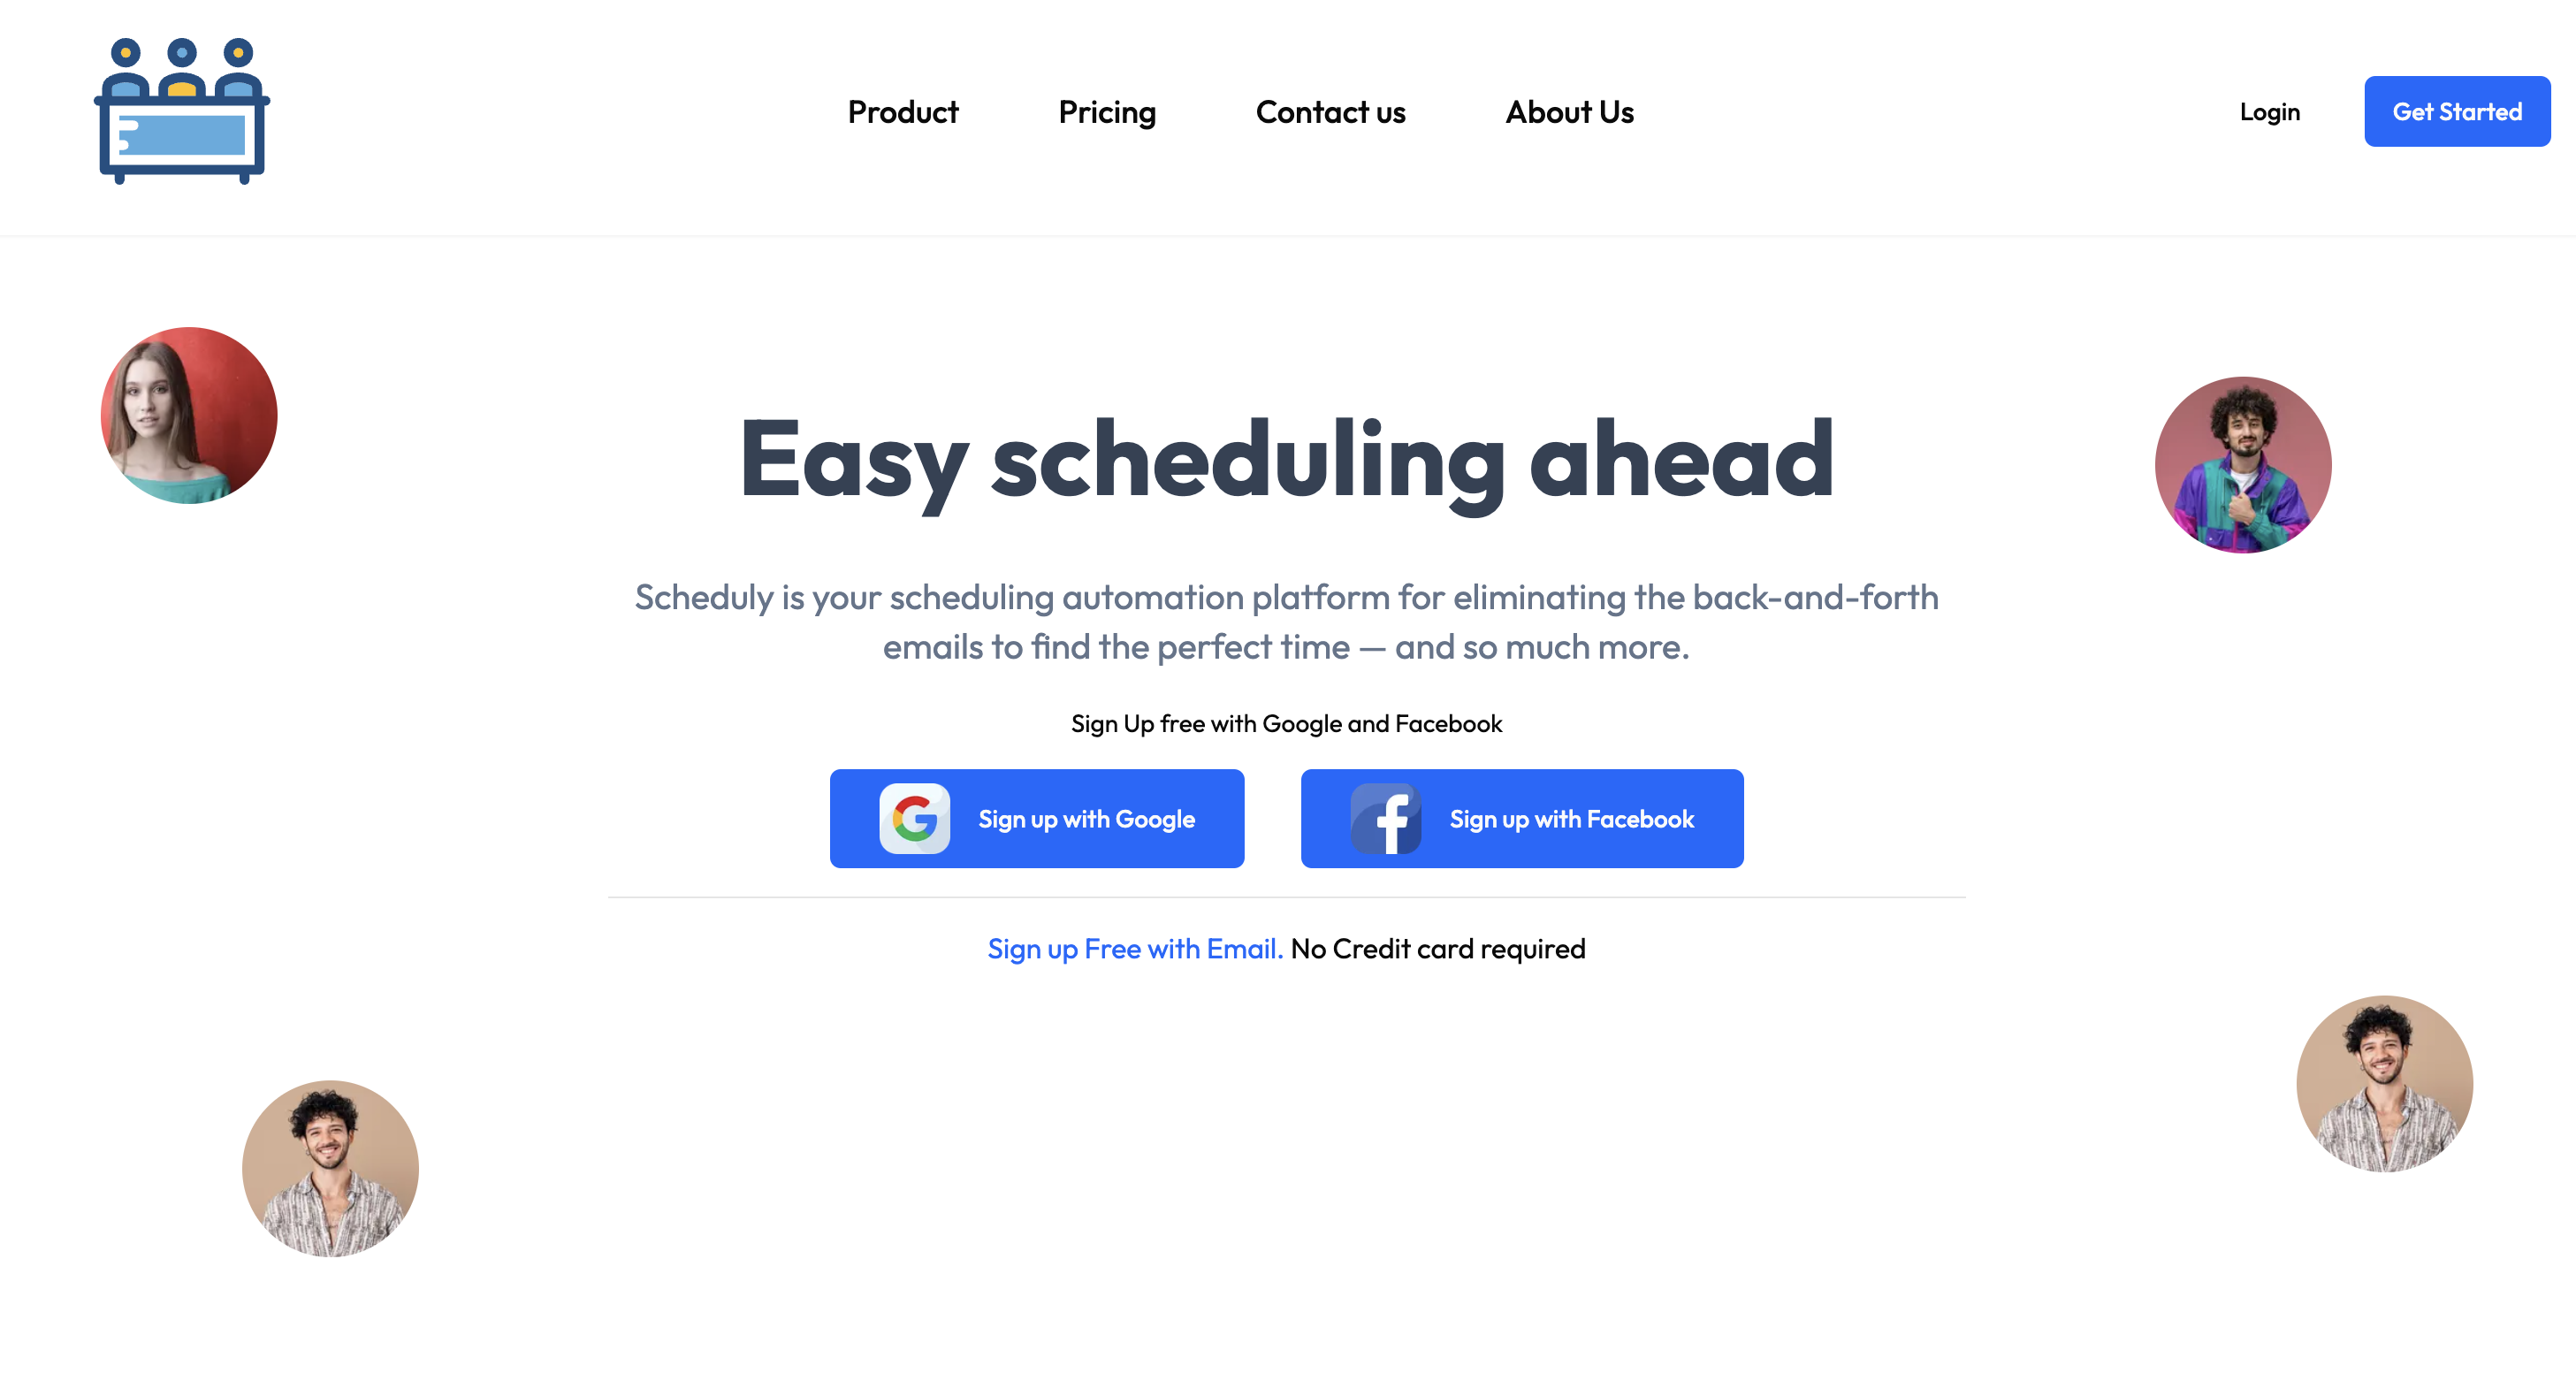 Product Pricing Contact us About Us Login Get Started
Easy scheduling ahead
Scheduly is your scheduling automation platform for eliminating the back-and-forth
emails to find the perfect time — and so much more.
Sign Up free with Google and Facebook
Sign up with Google
Sign up with Facebook
Sign up Free with Email. No Credit card required